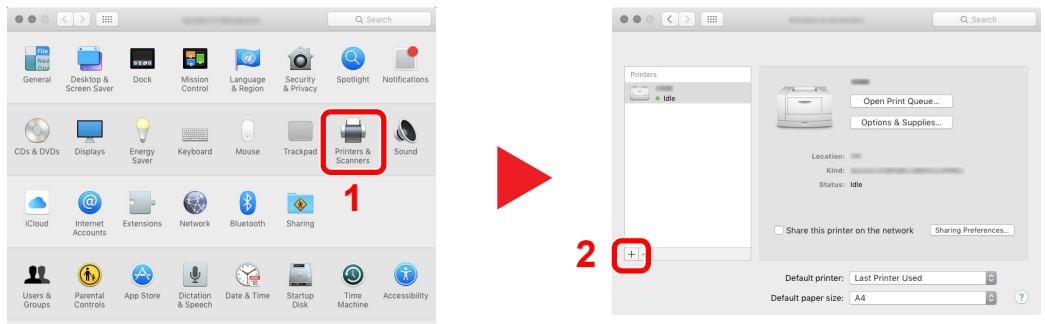 Search
General
Desktop &
Screen Saver
Dock
Mission
Control
Language
& Region
Security
& Privacy
Spotlight
Notifications
CDs & DVDs
Displays
Energy
Saver
Keyboard
Mouse
Trackpad
Printers &
Scanners
Sound
1
iCloud
Internet
Accounts
Extensions
Network
Bluetooth
Sharing
Users &
Groups
Parental
Controls
App Store
Dictation
& Speech
Date & Time
Startup
Disk
Time
Machine
Accessibility
Search
Printers
Idle
Open Print Queue...
Options & Supplies...
Location:
Kind:
Status: Idle
Share this printer on the network Sharing Preferences...
2
+ -
Default printer: Last Printer Used
Default paper size: A4 ?